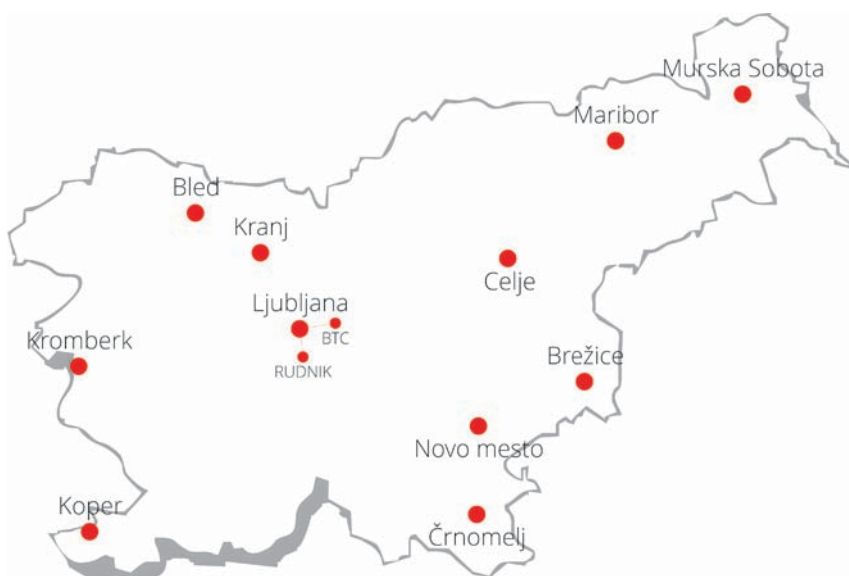 Murska Sobota
Maribor
Bled
Kranj
Celje
Ljubljana
BTC
Kromberk
RUDNIK
Brežice
Novo mesto
Koper
Črnomelj